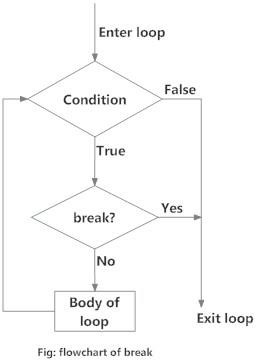 Enter loop
Condition
False
True
break?
Yes
No
Body of
loop
Exit loop
Fig: flowchart of break